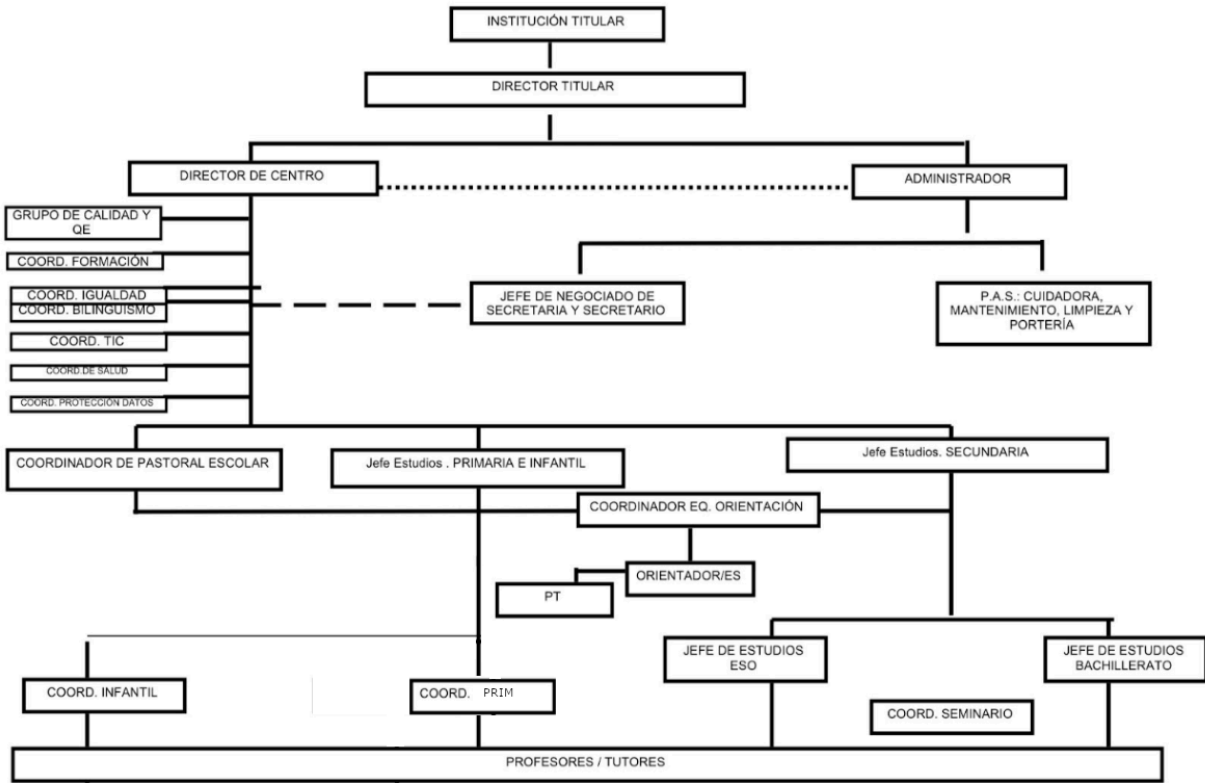 INSTITUCIÓN TITULAR
DIRECTOR TITULAR
DIRECTOR DE CENTRO
ADMINISTRADOR
GRUPO DE CALIDAD Y
QE
COORD. FORMACIÓN
COORD. IGUALDAD
COORD. BILINGUISMO
COORD. TIC
COORD.DE SALUD
COORD. PROTECCIÓN DATOS
JEFE DE NEGOCIADO DE
SECRETARIA Y SECRETARIO
P.A.S.: CUIDADORA,
MANTENIMIENTO, LIMPIEZA Y
PORTERÍA
COORDINADOR DE PASTORAL ESCOLAR
Jefe Estudios . PRIMARIA E INFANTIL
Jefe Estudios. SECUNDARIA
COORDINADOR EQ. ORIENTACIÓN
ORIENTADOR/ES
PT
JEFE DE ESTUDIOS
ESO
JEFE DE ESTUDIOS
BACHILLERATO
COORD. INFANTIL
COORD. PRIM
COORD. SEMINARIO
PROFESORES / TUTORES